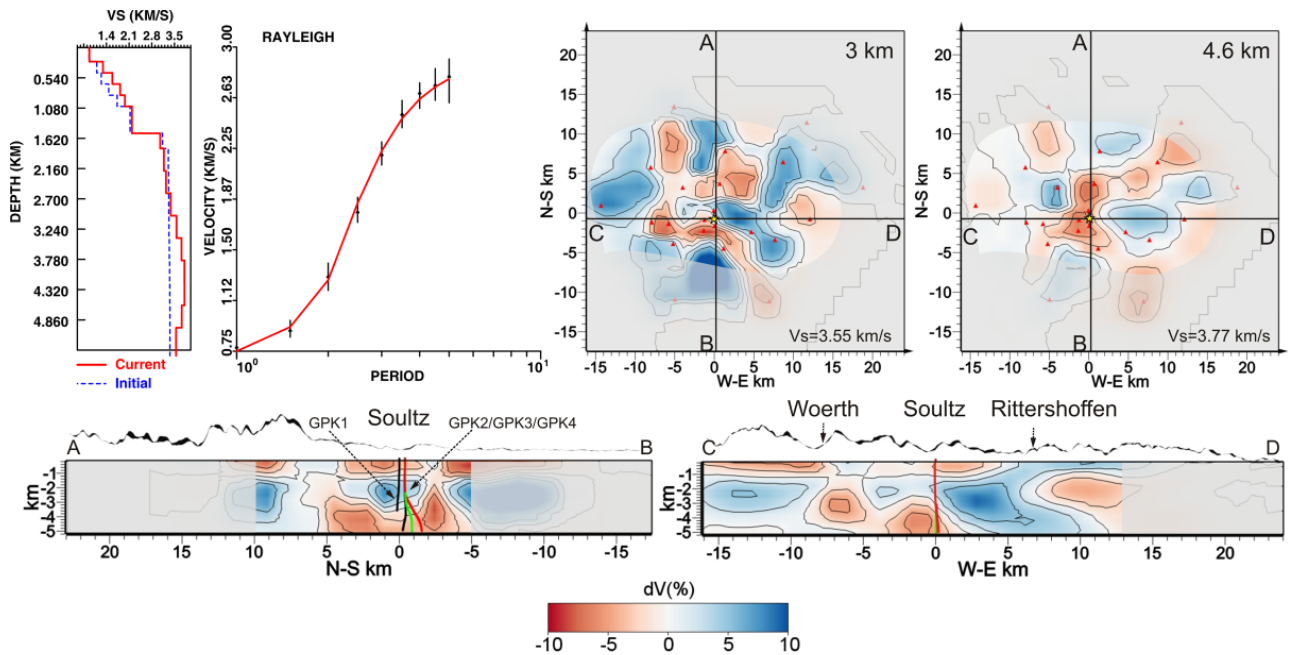 VS (KM/S)
1.4 2.1 2.8 3.5
DEPTH (KM)
0.540
1.080
1.620
2.160
2.700
3.240
3.780
4.320
4.860
Current
Initial
RAYLEIGH
VELOCITY (KM/S)
3.00
2.63
2.25
1.87
1.50
1.12
0.75
10⁰ 10¹
PERIOD
A
3 km
N-S km
20
15
10
5
0
-5
-10
-15
C D
B
Vs=3.55 km/s
-15 -10 -5 0 5 10 15 20
W-E km
A
4.6 km
N-S km
20
15
10
5
0
-5
-10
-15
C D
B
Vs=3.77 km/s
-15 -10 -5 0 5 10 15 20
W-E km
GPK1 Soultz GPK2/GPK3/GPK4
A B
km
-1
-2
-3
-4
-5
20 15 10 5 0 -5 -10 -15
N-S km
Woerth Soultz Rittershoffen
C D
km
-1
-2
-3
-4
-5
-15 -10 -5 0 5 10 15 20
W-E km
dV(%)
-10 -5 0 5 10